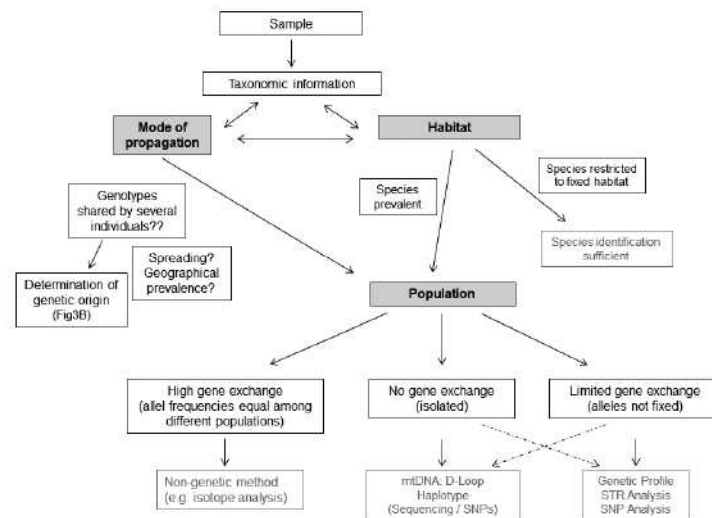 Sample
Taxonomic information
Mode of
propagation
Habitat
Species restricted
to fixed habitat
Species
prevalent
Genotypes
shared by several
individuals??
Species identification
sufficient
Spreading?
Geographical
prevalence?
Determination of
genetic origin
(Fig3B)
Population
High gene exchange
(allel frequencies equal among
different populations)
No gene exchange
(isolated)
Limited gene exchange
(alleles not fixed)
Non-genetic method
(e.g. isotope analysis)
mtDNA: D-Loop
Haplotype
(Sequencing / SNPs)
Genetic Profile
STR Analysis
SNP Analysis